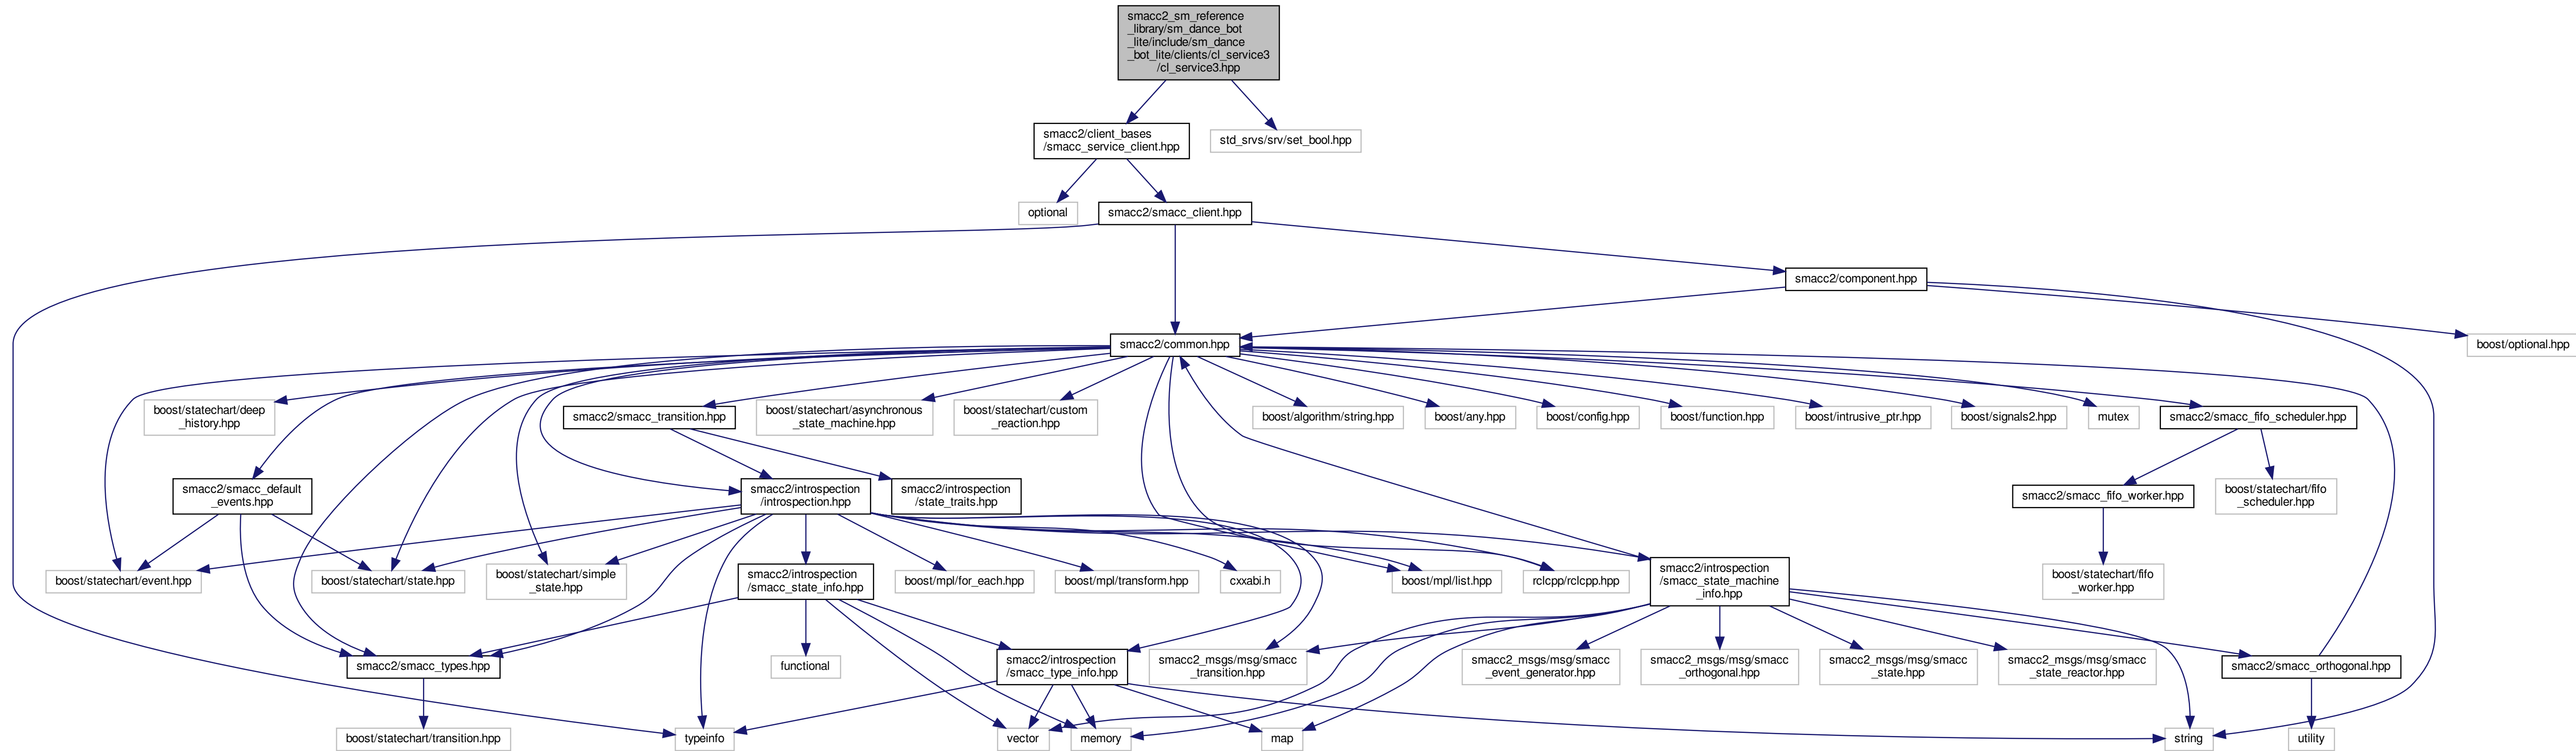 smacc2_sm_reference
_library/sm_dance_bot
_lite/include/sm_dance
_bot_lite/clients/cl_service3
/cl_service3.hpp
smacc2/client_bases
/smacc_service_client.hpp
std_srvs/srv/set_bool.hpp
optional
smacc2/smacc_client.hpp
smacc2/component.hpp
smacc2/common.hpp
boost/optional.hpp
boost/statechart/deep
_history.hpp
smacc2/smacc_transition.hpp
boost/statechart/asynchronous
_state_machine.hpp
boost/statechart/custom
_reaction.hpp
boost/algorithm/string.hpp
boost/any.hpp
boost/config.hpp
boost/function.hpp
boost/intrusive_ptr.hpp
boost/signals2.hpp
mutex
smacc2/smacc_fifo_scheduler.hpp
smacc2/smacc_default
_events.hpp
smacc2/introspection
/introspection.hpp
smacc2/introspection
/state_traits.hpp
smacc2/smacc_fifo_worker.hpp
boost/statechart/fifo
_scheduler.hpp
boost/statechart/event.hpp
boost/statechart/state.hpp
boost/statechart/simple
_state.hpp
smacc2/introspection
/smacc_state_info.hpp
boost/mpl/for_each.hpp
boost/mpl/transform.hpp
cxxabi.h
boost/mpl/list.hpp
rclcpp/rclcpp.hpp
smacc2/introspection
/smacc_state_machine
_info.hpp
boost/statechart/fifo
_worker.hpp
smacc2/smacc_types.hpp
functional
smacc2/introspection
/smacc_type_info.hpp
smacc2_msgs/msg/smacc
_transition.hpp
smacc2_msgs/msg/smacc
_event_generator.hpp
smacc2_msgs/msg/smacc
_orthogonal.hpp
smacc2_msgs/msg/smacc
_state.hpp
smacc2_msgs/msg/smacc
_state_reactor.hpp
smacc2/smacc_orthogonal.hpp
boost/statechart/transition.hpp
typeinfo
vector
memory
map
string
utility